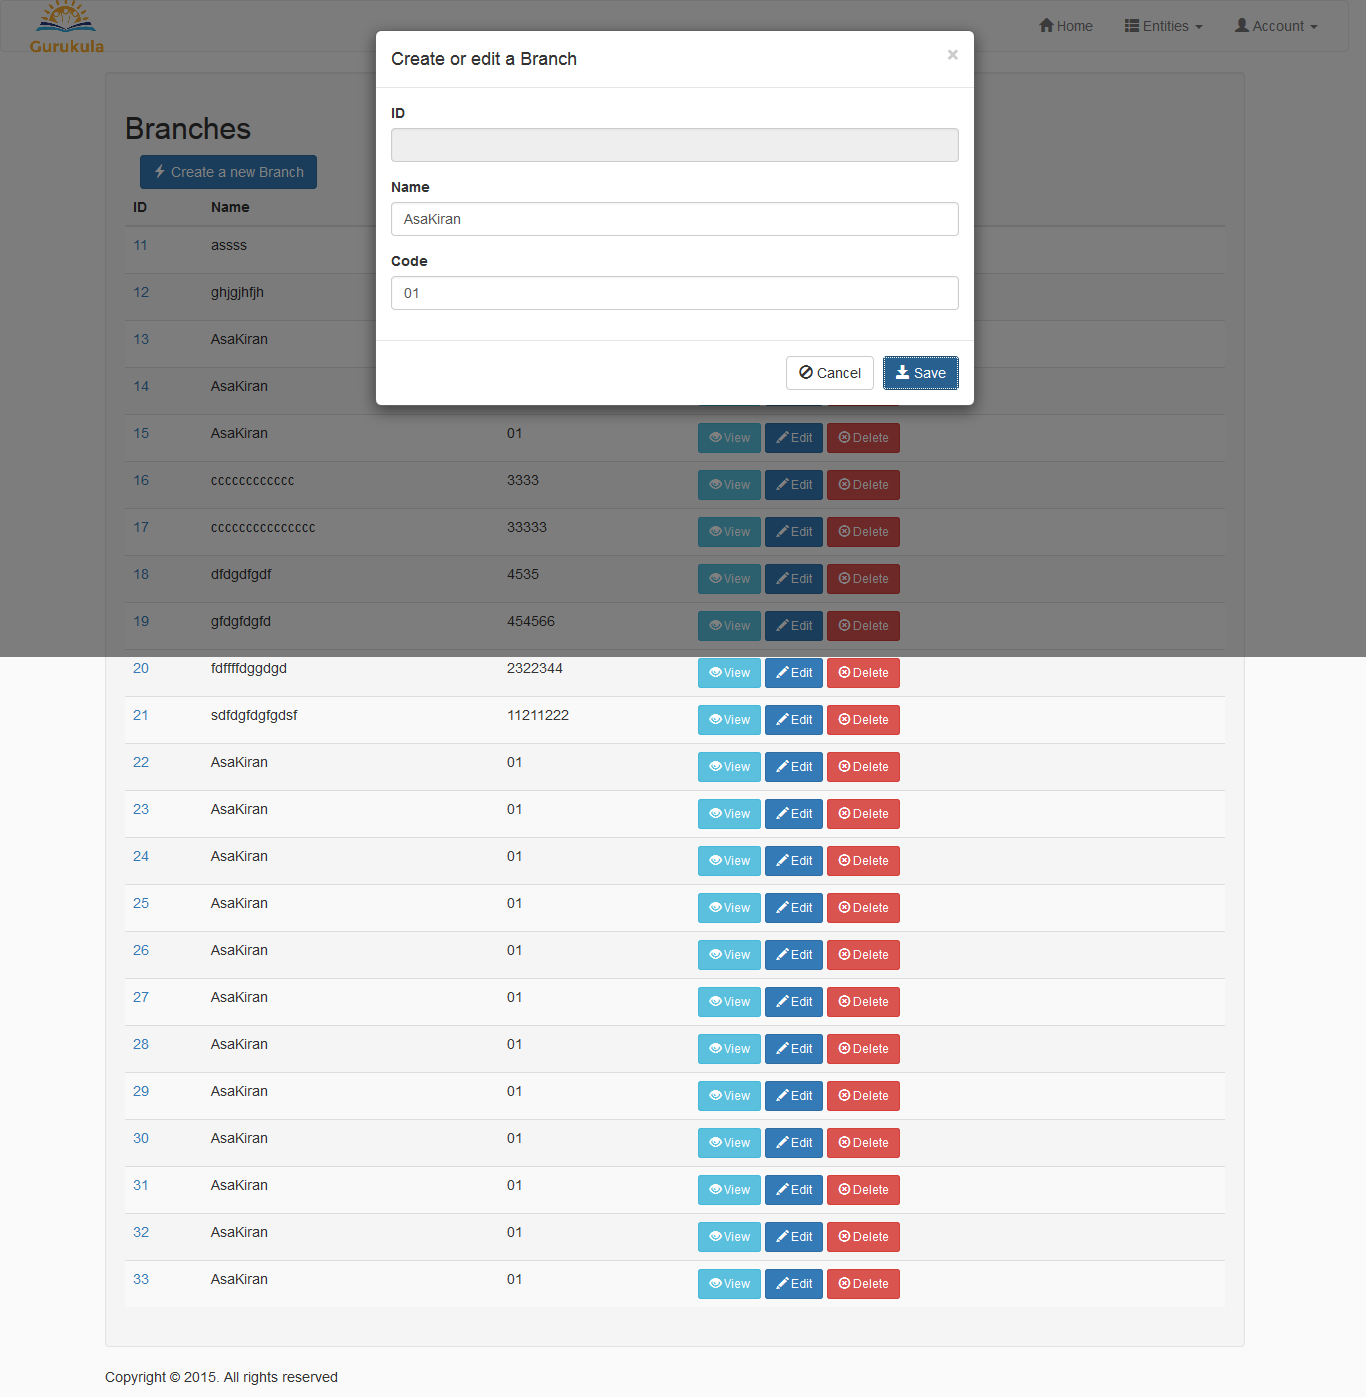 Gurukula
Home Entities Account
Create or edit a Branch ×
ID
Name
AsaKiran
Code
01
Cancel Save
Branches
Create a new Branch
ID Name
11 assss
12 ghjgjhfjh
13 AsaKiran
14 AsaKiran
15 AsaKiran 01 View Edit Delete
16 cccccccccccc 3333 View Edit Delete
17 ccccccccccccccc 33333 View Edit Delete
18 dfdgdfgdf 4535 View Edit Delete
19 gfdgfdgfd 454566 View Edit Delete
20 fdffffdggdgd 2322344 View Edit Delete
21 sdfdgfdgfgdsf 11211222 View Edit Delete
22 AsaKiran 01 View Edit Delete
23 AsaKiran 01 View Edit Delete
24 AsaKiran 01 View Edit Delete
25 AsaKiran 01 View Edit Delete
26 AsaKiran 01 View Edit Delete
27 AsaKiran 01 View Edit Delete
28 AsaKiran 01 View Edit Delete
29 AsaKiran 01 View Edit Delete
30 AsaKiran 01 View Edit Delete
31 AsaKiran 01 View Edit Delete
32 AsaKiran 01 View Edit Delete
33 AsaKiran 01 View Edit Delete
Copyright © 2015. All rights reserved